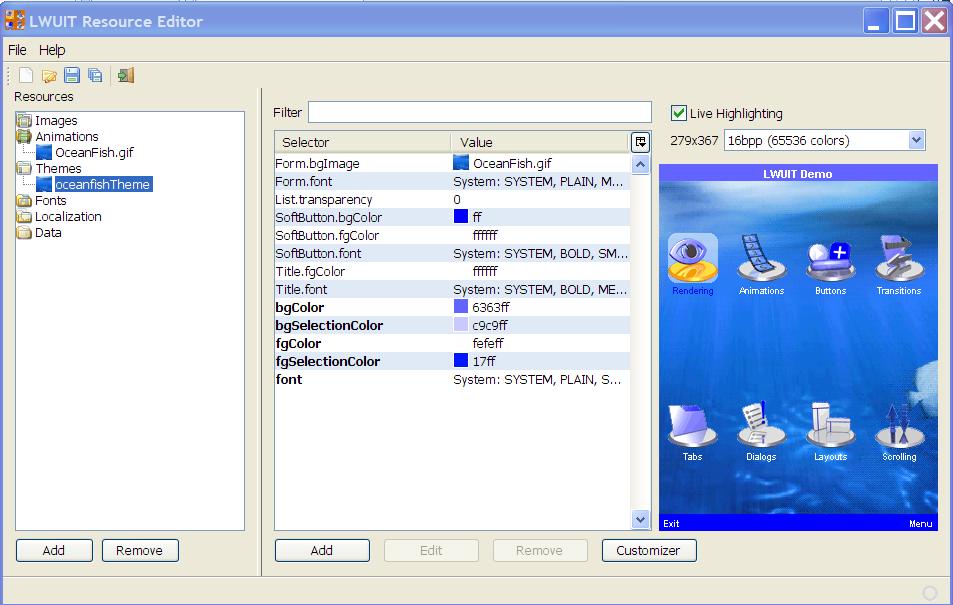 LWUIT Resource Editor
File Help
Resources
Images
Animations
OceanFish.gif
Themes
oceanfishTheme
Fonts
Localization
Data
Add Remove
Filter
Selector Value
Form.bgImage OceanFish.gif
Form.font System: SYSTEM, PLAIN, M...
List.transparency 0
SoftButton.bgColor ff
SoftButton.fgColor ffffff
SoftButton.font System: SYSTEM, BOLD, SM...
Title.fgColor ffffff
Title.font System: SYSTEM, BOLD, ME...
bgColor 6363ff
bgSelectionColor c9c9ff
fgColor fefeff
fgSelectionColor 17ff
font System: SYSTEM, PLAIN, S...
Add Edit Remove Customizer
Live Highlighting
279x367 16bpp (65536 colors)
LWUIT Demo
Rendering Animations Buttons Transitions
Tabs Dialogs Layouts Scrolling
Exit Menu